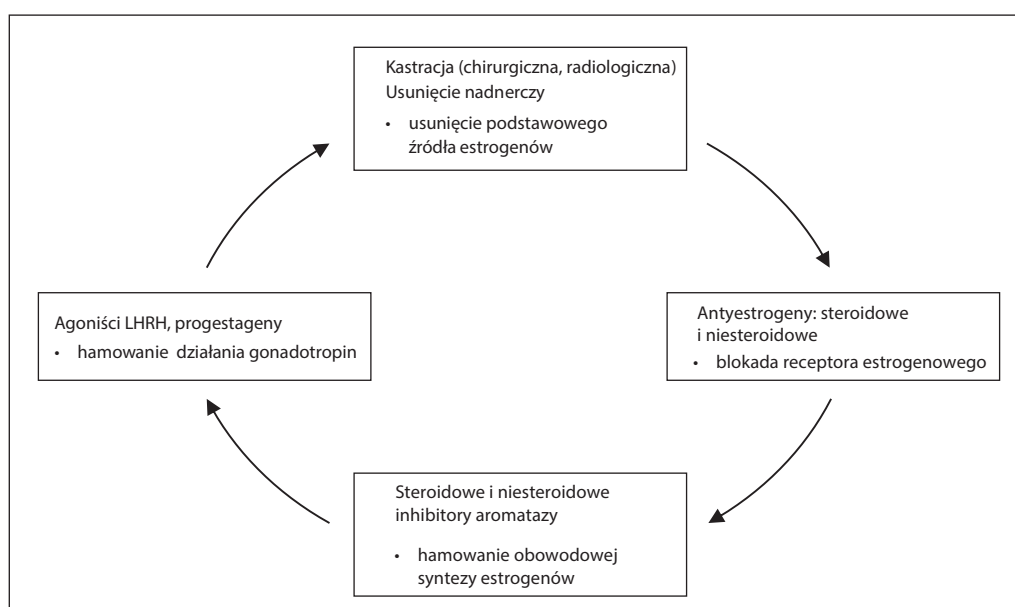 Kastracja (chirurgiczna, radiologiczna)
Usunięcie nadnerczy
• usunięcie podstawowego
źródła estrogenów
Antyestrogeny: steroidowe
i niesteroidowe
• blokada receptora estrogenowego
Steroidowe i niesteroidowe
inhibitory aromatazy
• hamowanie obowodowej
syntezy estrogenów
Agoniści LHRH, progestageny
• hamowanie działania gonadotropin